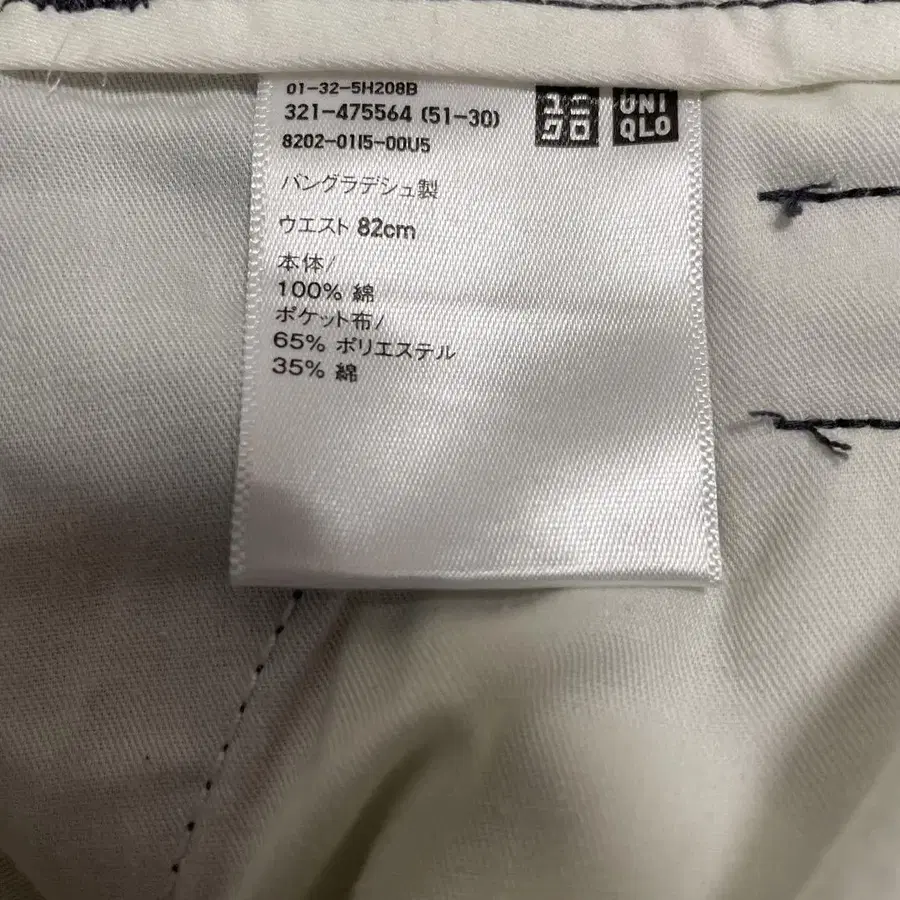 01-32-5H208B
321-475564 (51-30)
8202-0115-00U5
ユニ
クロ
UNI
QLO
バングラデシュ製
ウエスト 82cm
本体/
100% 綿
ポケット布/
65% ポリエステル
35% 綿